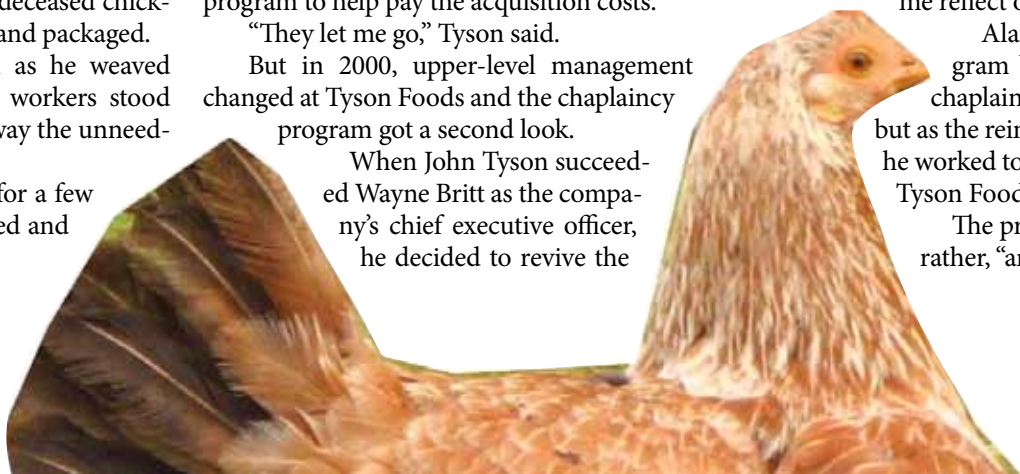 deceased chick-
and packaged.
as he weaved
workers stood
way the unneed-
for a few
ed and
program to help pay the acquisition costs.
“They let me go,” Tyson said.
But in 2000, upper-level management
changed at Tyson Foods and the chaplaincy
program got a second look.
When John Tyson succeed-
ed Wayne Britt as the compa-
ny’s chief executive officer,
he decided to revive the
me reflect
Ala
gram
chaplain
but as the rein
he worked to
Tyson Food
The pr
rather, “a